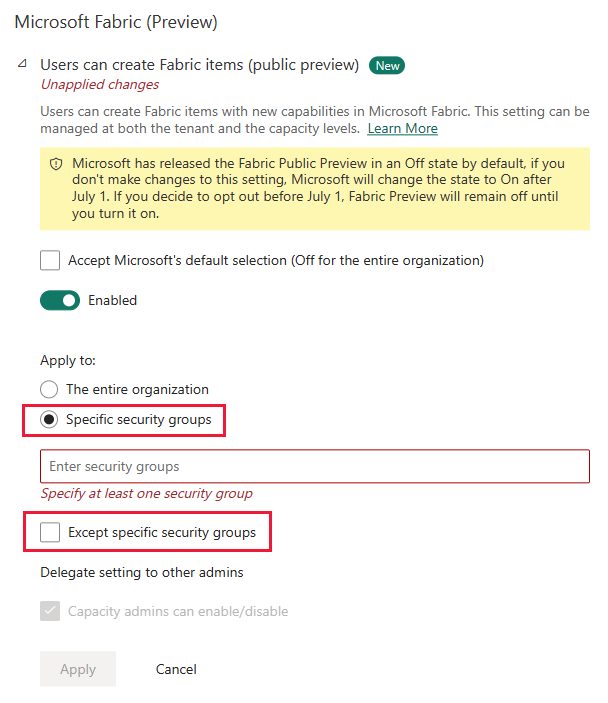 Microsoft Fabric (Preview)
Users can create Fabric items (public preview) New
Unapplied changes
Users can create Fabric items with new capabilities in Microsoft Fabric. This setting can be
managed at both the tenant and the capacity levels. Learn More
Microsoft has released the Fabric Public Preview in an Off state by default, if you
don't make changes to this setting, Microsoft will change the state to On after
July 1. If you decide to opt out before July 1, Fabric Preview will remain off until
you turn it on.
Accept Microsoft's default selection (Off for the entire organization)
Enabled
Apply to:
The entire organization
Specific security groups
Enter security groups
Specify at least one security group
Except specific security groups
Delegate setting to other admins
Capacity admins can enable/disable
Apply Cancel